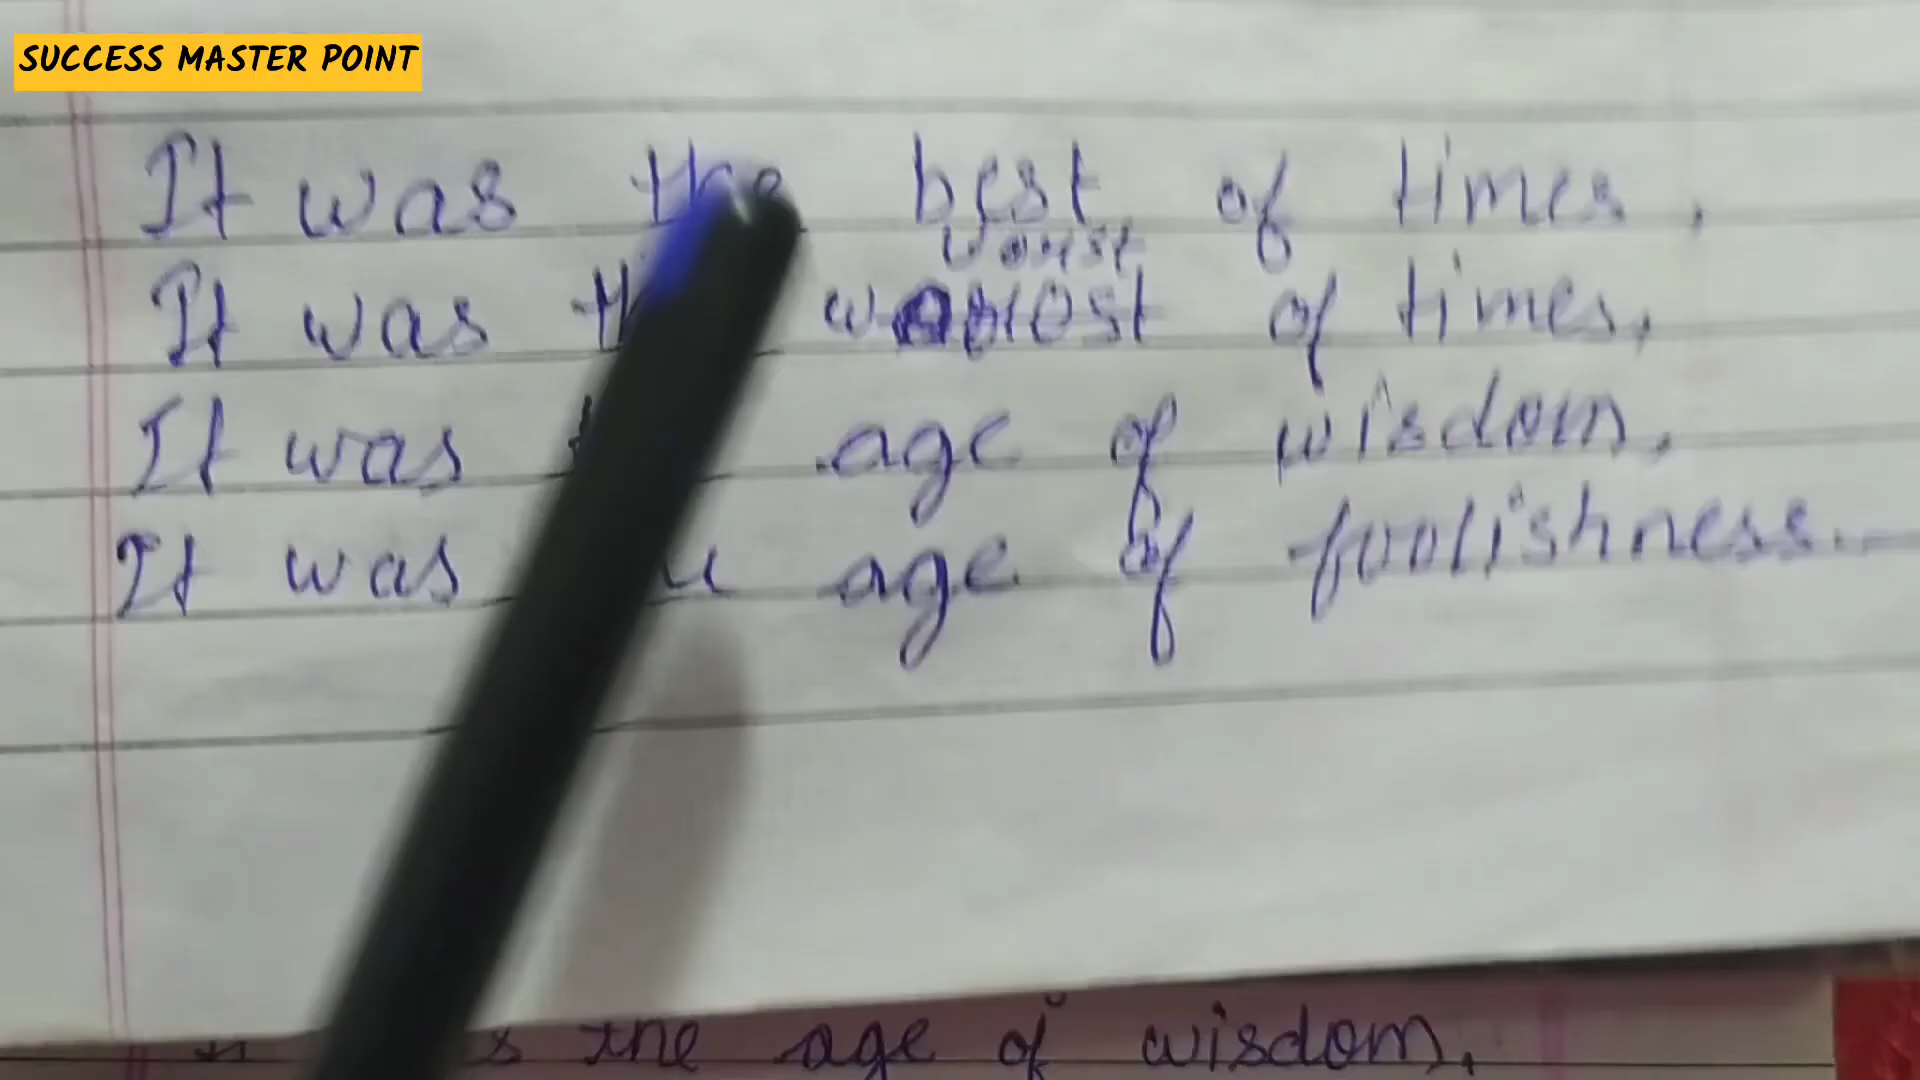 SUCCESS MASTER POINT
It was the best of times,
worst
It was of times,
It was age of wisdom,
It was age of foolishness
the age of wisdom,